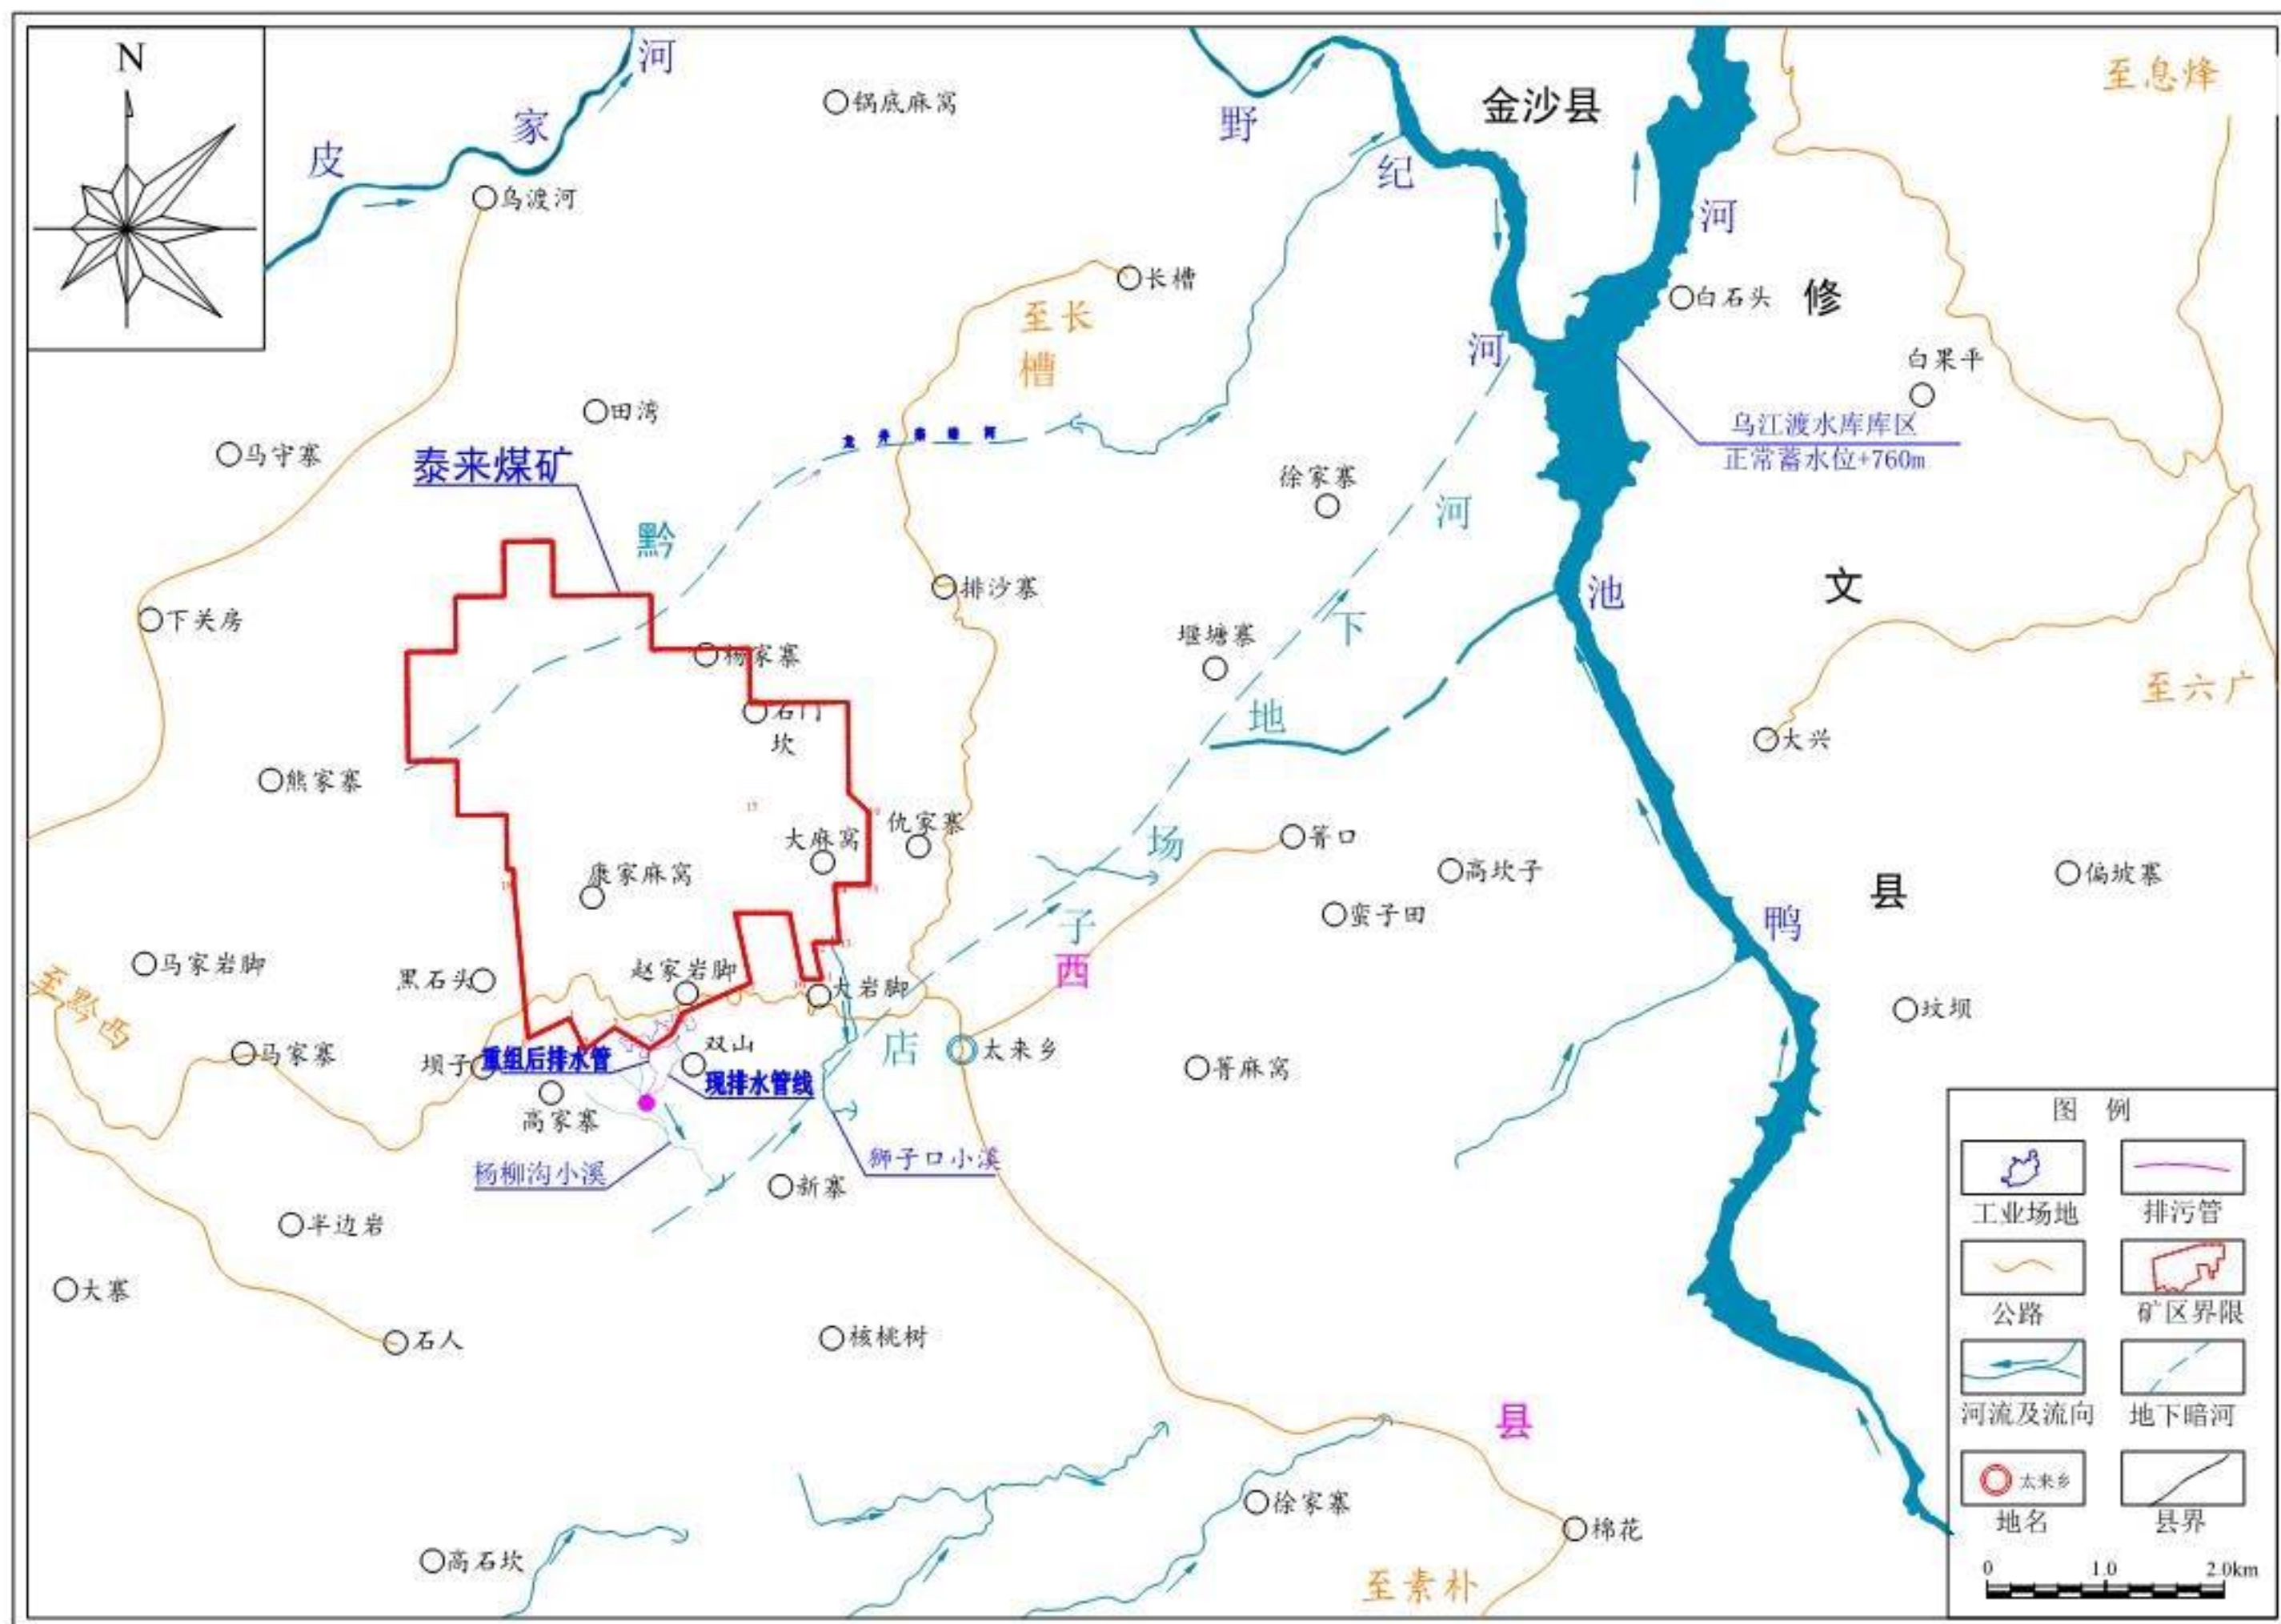 N
河
家
皮
乌渡河
锅底麻窝
野
纪
河
金沙县
河
至息烽
长槽
至长
槽
白石头
修
白果平
乌江渡水库库区
正常蓄水位+760m
田湾
马守寨
泰来煤矿
黔
徐家寨
河
下
地
场
子
店
西
排沙寨
下关房
杨家寨
堰塘寨
池
文
至六广
石门
坎
大兴
熊家寨
仇家寨
大麻窝
箐口
康家麻窝
高坎子
偏坡寨
蛮子田
鸭
县
马家岩脚
黑石头
赵家岩脚
大岩脚
至黔西
坟坝
马家寨
坝子
重组后排水管
双山
现排水管线
太来乡
箐麻窝
高家寨
杨柳沟小溪
狮子口小溪
新寨
半边岩
大寨
石人
核桃树
县
徐家寨
棉花
高石坎
至素朴
图 例
工业场地
排污管
公路
矿区界限
河流及流向
地下暗河
太来乡
地名
县界
0 1.0 2.0km